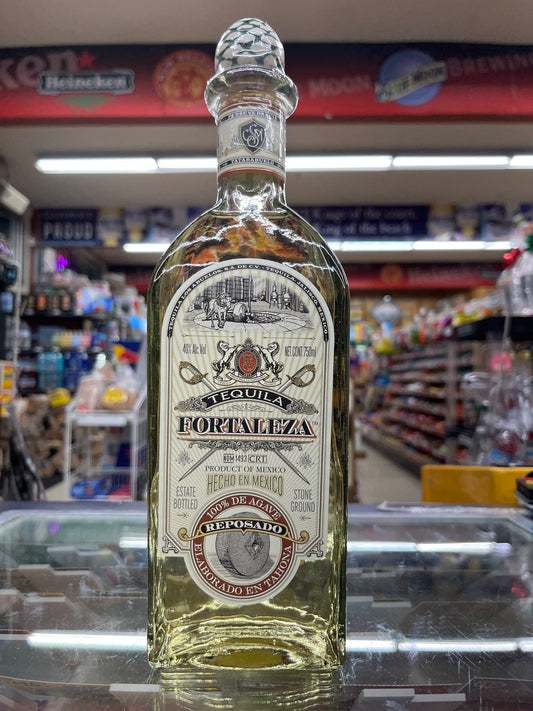 Heineken
MOON
BLUE MOON
BREWING
PROUD
TEQUILA
FORTALEZA
40% Alc. Vol.
NET CONT. 750ml
NOM 1493 CRT
PRODUCT OF MEXICO
HECHO EN MEXICO
ESTATE
BOTTLED
STONE
GROUND
100% DE AGAVE
REPOSADO
ELABORADO EN TAHONA